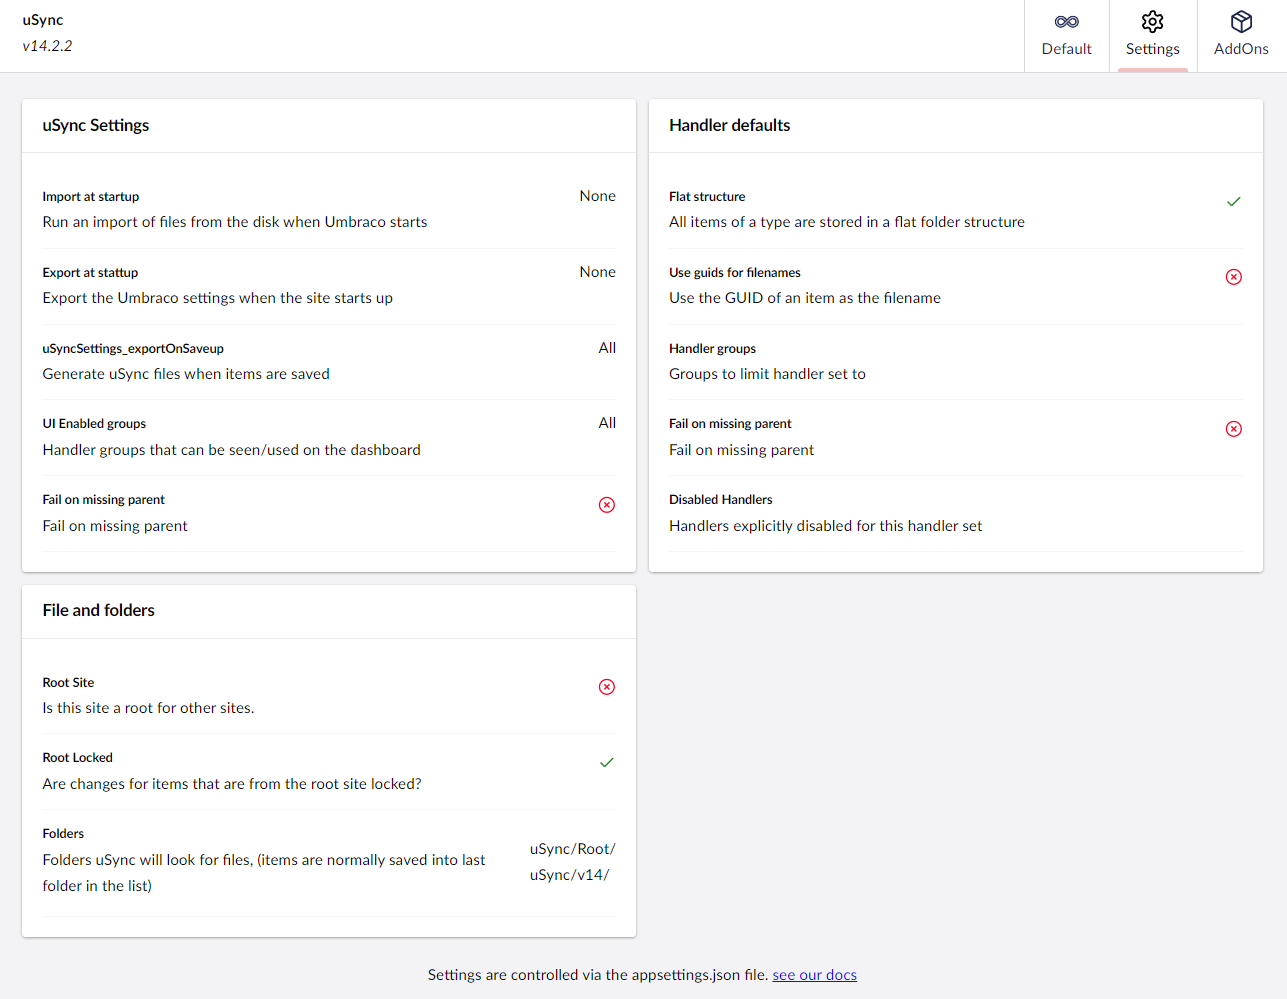 uSync
v14.2.2
Default
Settings
AddOns
uSync Settings
Import at startup
None
Run an import of files from the disk when Umbraco starts
Export at stattup
None
Export the Umbraco settings when the site starts up
uSyncSettings_exportOnSaveup
All
Generate uSync files when items are saved
UI Enabled groups
All
Handler groups that can be seen/used on the dashboard
Fail on missing parent
Fail on missing parent
Handler defaults
Flat structure
All items of a type are stored in a flat folder structure
Use guids for filenames
Use the GUID of an item as the filename
Handler groups
Groups to limit handler set to
Fail on missing parent
Fail on missing parent
Disabled Handlers
Handlers explicitly disabled for this handler set
File and folders
Root Site
Is this site a root for other sites.
Root Locked
Are changes for items that are from the root site locked?
Folders
Folders uSync will look for files, (items are normally saved into last
folder in the list)
uSync/Root/
uSync/v14/
Settings are controlled via the appsettings.json file. see our docs